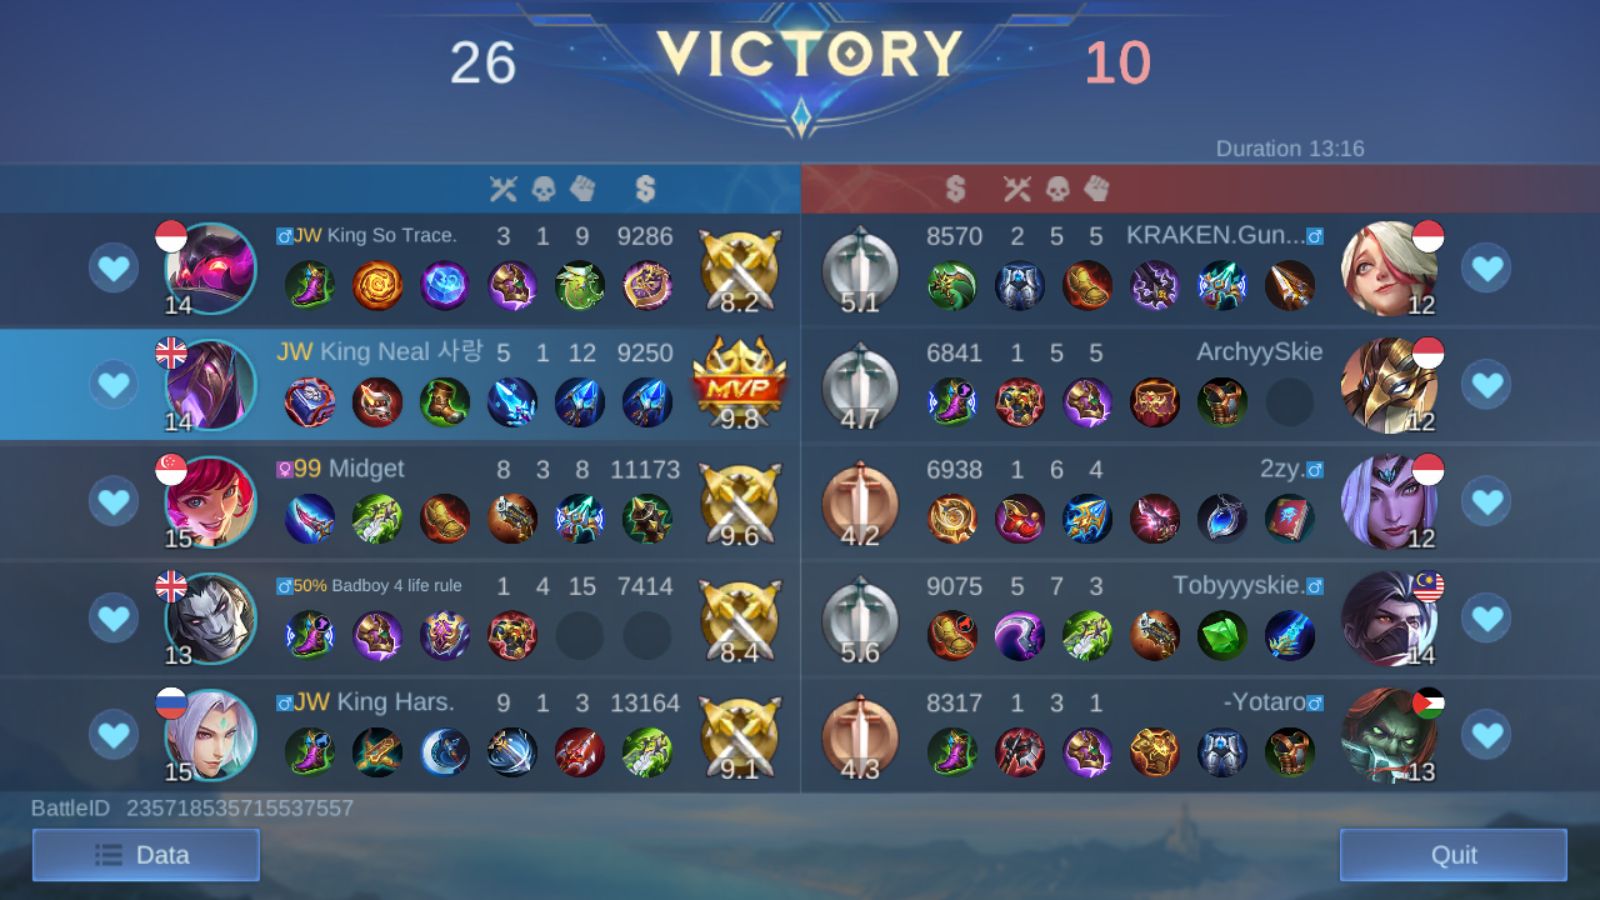 26 VICTORY 10
Duration 13:16
JW King So Trace. 3 1 9 9286
14 8.2
8570 2 5 5 KRAKEN.Gun...
5.1 12
JW King Neal 사랑 5 1 12 9250
14 MVP 9.8
6841 1 5 5 ArchyySkie
4.7 12
99 Midget 8 3 8 11173
15 9.6
6938 1 6 4 2zy.
4.2 12
50% Badboy 4 life rule 1 4 15 7414
13 8.4
9075 5 7 3 Tobyyyskie.
5.6 14
JW King Hars. 9 1 3 13164
15 9.1
8317 1 3 1 -Yotaro
4.3 13
BattleID 235718535715537557
Data
Quit